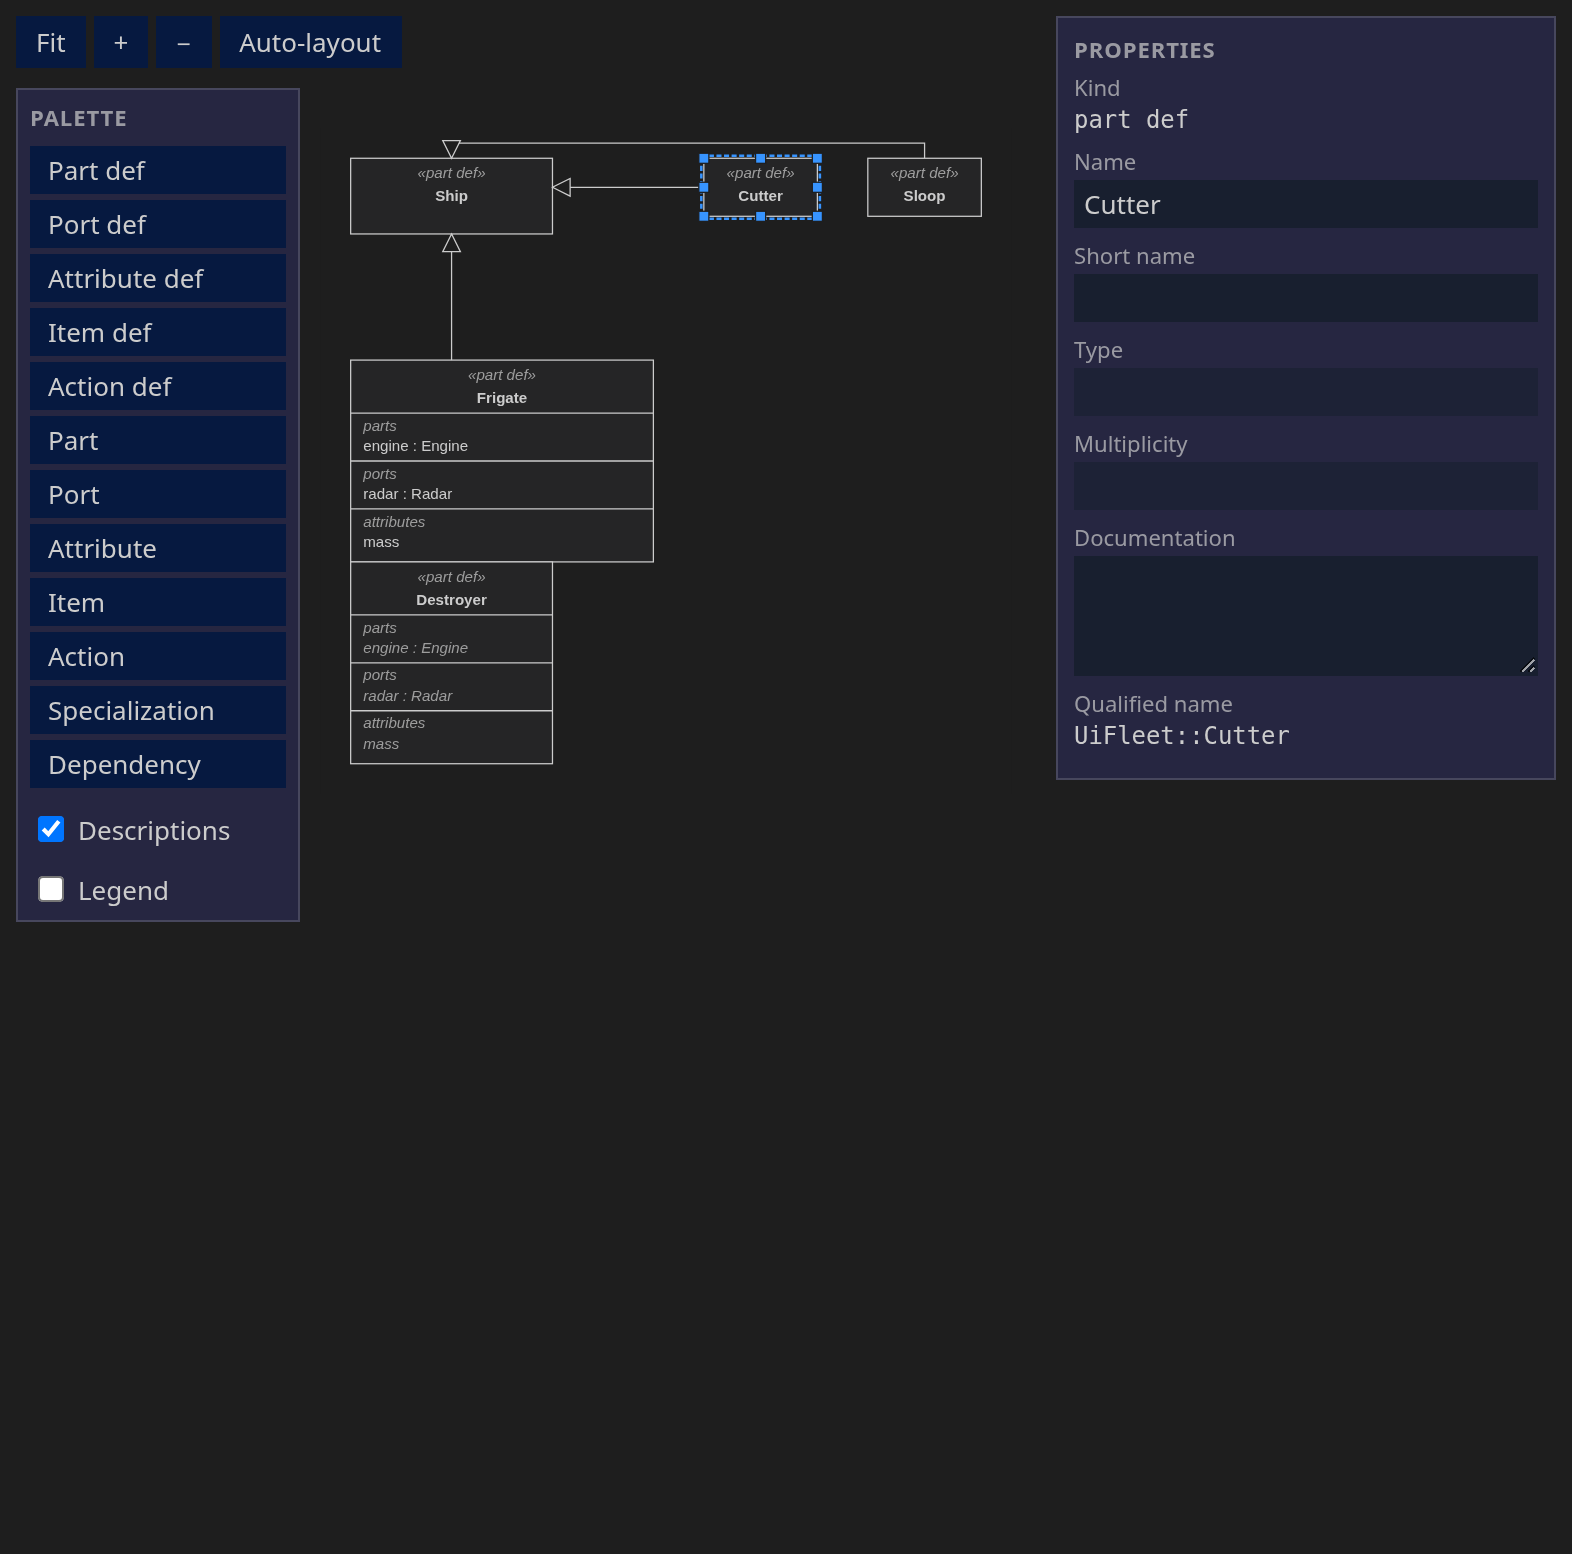 Fit
+
−
Auto-layout
PALETTE
Part def
Port def
Attribute def
Item def
Action def
Part
Port
Attribute
Item
Action
Specialization
Dependency
Descriptions
Legend
«part def»
Ship
«part def»
Cutter
«part def»
Sloop
«part def»
Frigate
parts
engine : Engine
ports
radar : Radar
attributes
mass
«part def»
Destroyer
parts
engine : Engine
ports
radar : Radar
attributes
mass
PROPERTIES
Kind
part def
Name
Cutter
Short name
Type
Multiplicity
Documentation
Qualified name
UiFleet::Cutter